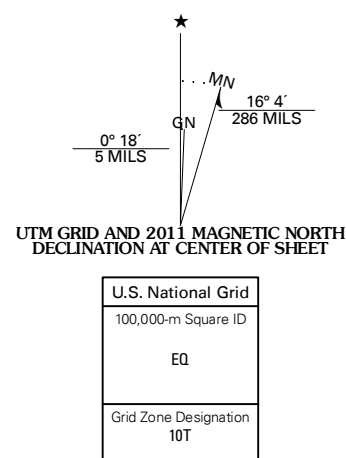 ★
MN
GN
16° 4´
286 MILS
0° 18´
5 MILS
UTM GRID AND 2011 MAGNETIC NORTH
DECLINATION AT CENTER OF SHEET
U.S. National Grid
100,000-m Square ID
EQ
Grid Zone Designation
10T